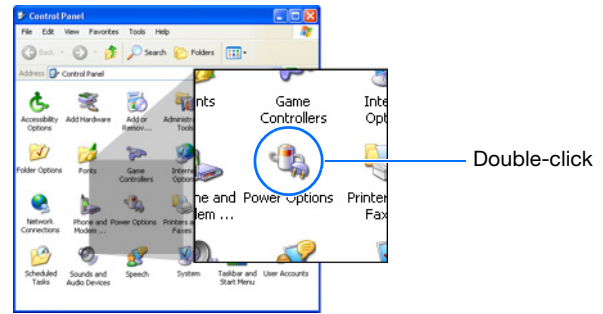 Control Panel
File Edit View Favorites Tools Help
Back Search Folders
Address Control Panel
Accessibility Options
Add Hardware
Add or Remov...
Administr
Tools
nts
Game Controllers
Inte
Opt
Folder Options
Fonts
Game Controllers
Interne
Option
Double-click
Network Connections
Phone and Modem ...
Power Options
Printers a
Faxes
ne and
em ...
Power Options
Printer
Fax
Scheduled Tasks
Sounds and Audio Devices
Speech
System
Taskbar and Start Menu
User Accounts